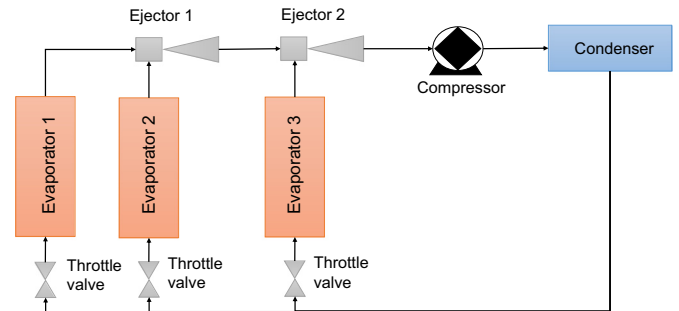 Ejector 1
Ejector 2
Condenser
Compressor
Evaporator 1
Evaporator 2
Evaporator 3
Throttle
valve
Throttle
valve
Throttle
valve